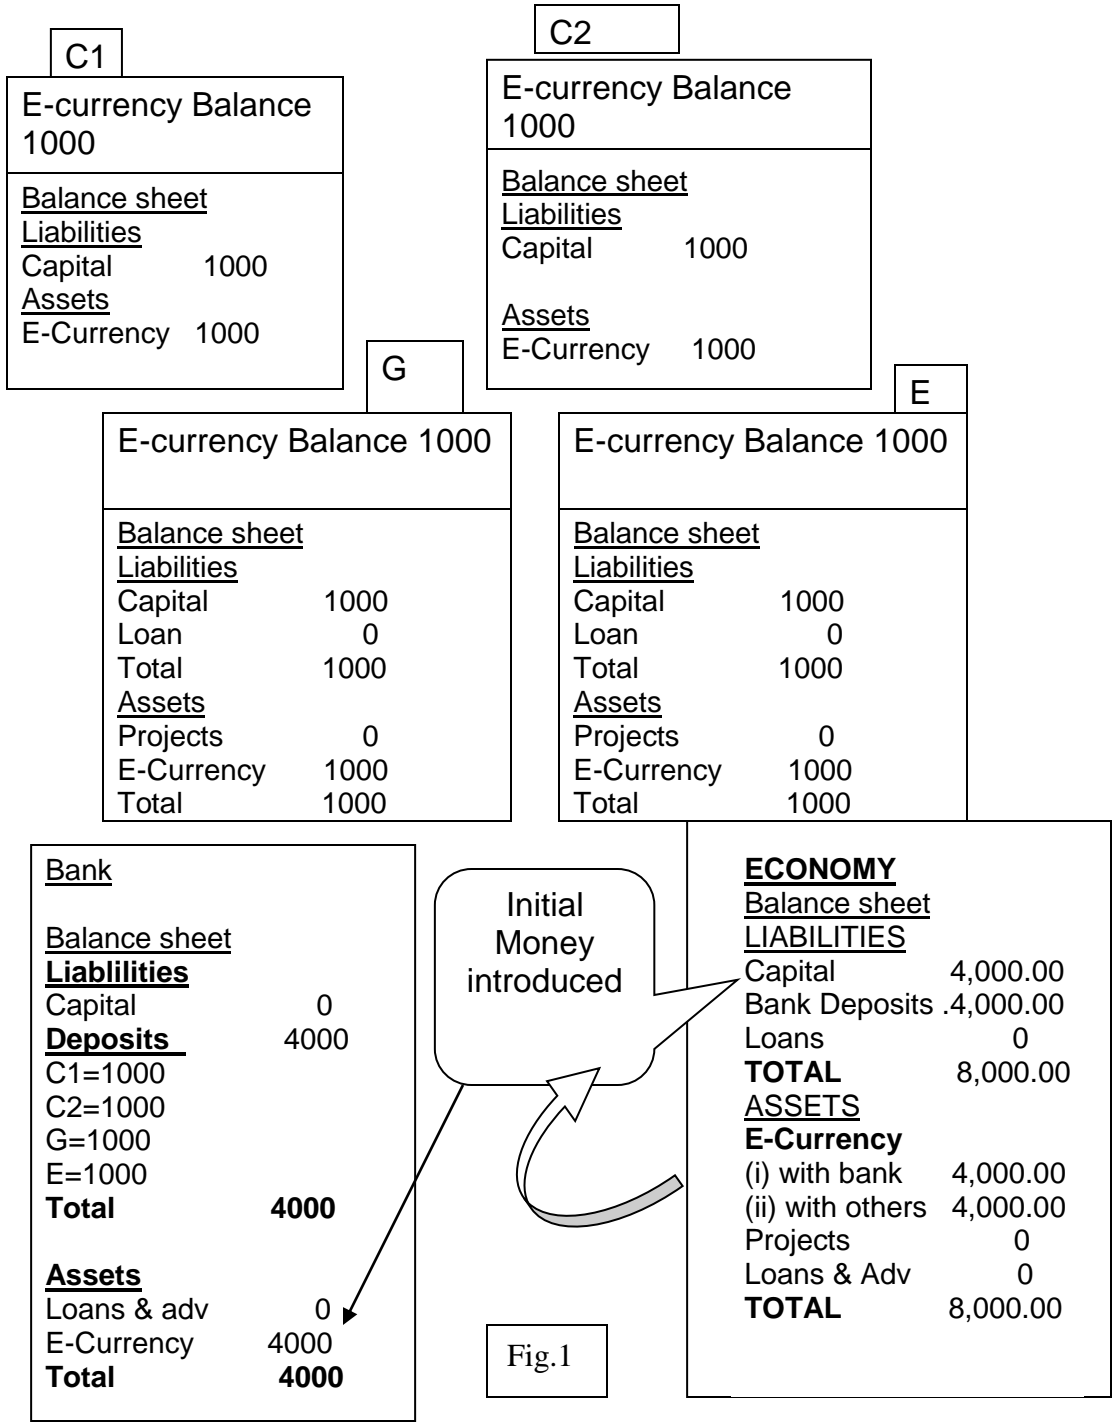 C1
E-currency Balance
1000
Balance sheet
Liabilities
Capital 1000
Assets
E-Currency 1000
C2
E-currency Balance
1000
Balance sheet
Liabilities
Capital 1000
Assets
E-Currency 1000
G
E-currency Balance 1000
Balance sheet
Liabilities
Capital 1000
Loan 0
Total 1000
Assets
Projects 0
E-Currency 1000
Total 1000
E
E-currency Balance 1000
Balance sheet
Liabilities
Capital 1000
Loan 0
Total 1000
Assets
Projects 0
E-Currency 1000
Total 1000
Bank
Balance sheet
Liablilities
Capital 0
Deposits 4000
C1=1000
C2=1000
G=1000
E=1000
Total 4000
Assets
Loans & adv 0
E-Currency 4000
Total 4000
Initial
Money
introduced
ECONOMY
Balance sheet
LIABILITIES
Capital 4,000.00
Bank Deposits .4,000.00
Loans 0
TOTAL 8,000.00
ASSETS
E-Currency
(i) with bank 4,000.00
(ii) with others 4,000.00
Projects 0
Loans & Adv 0
TOTAL 8,000.00
Fig.1